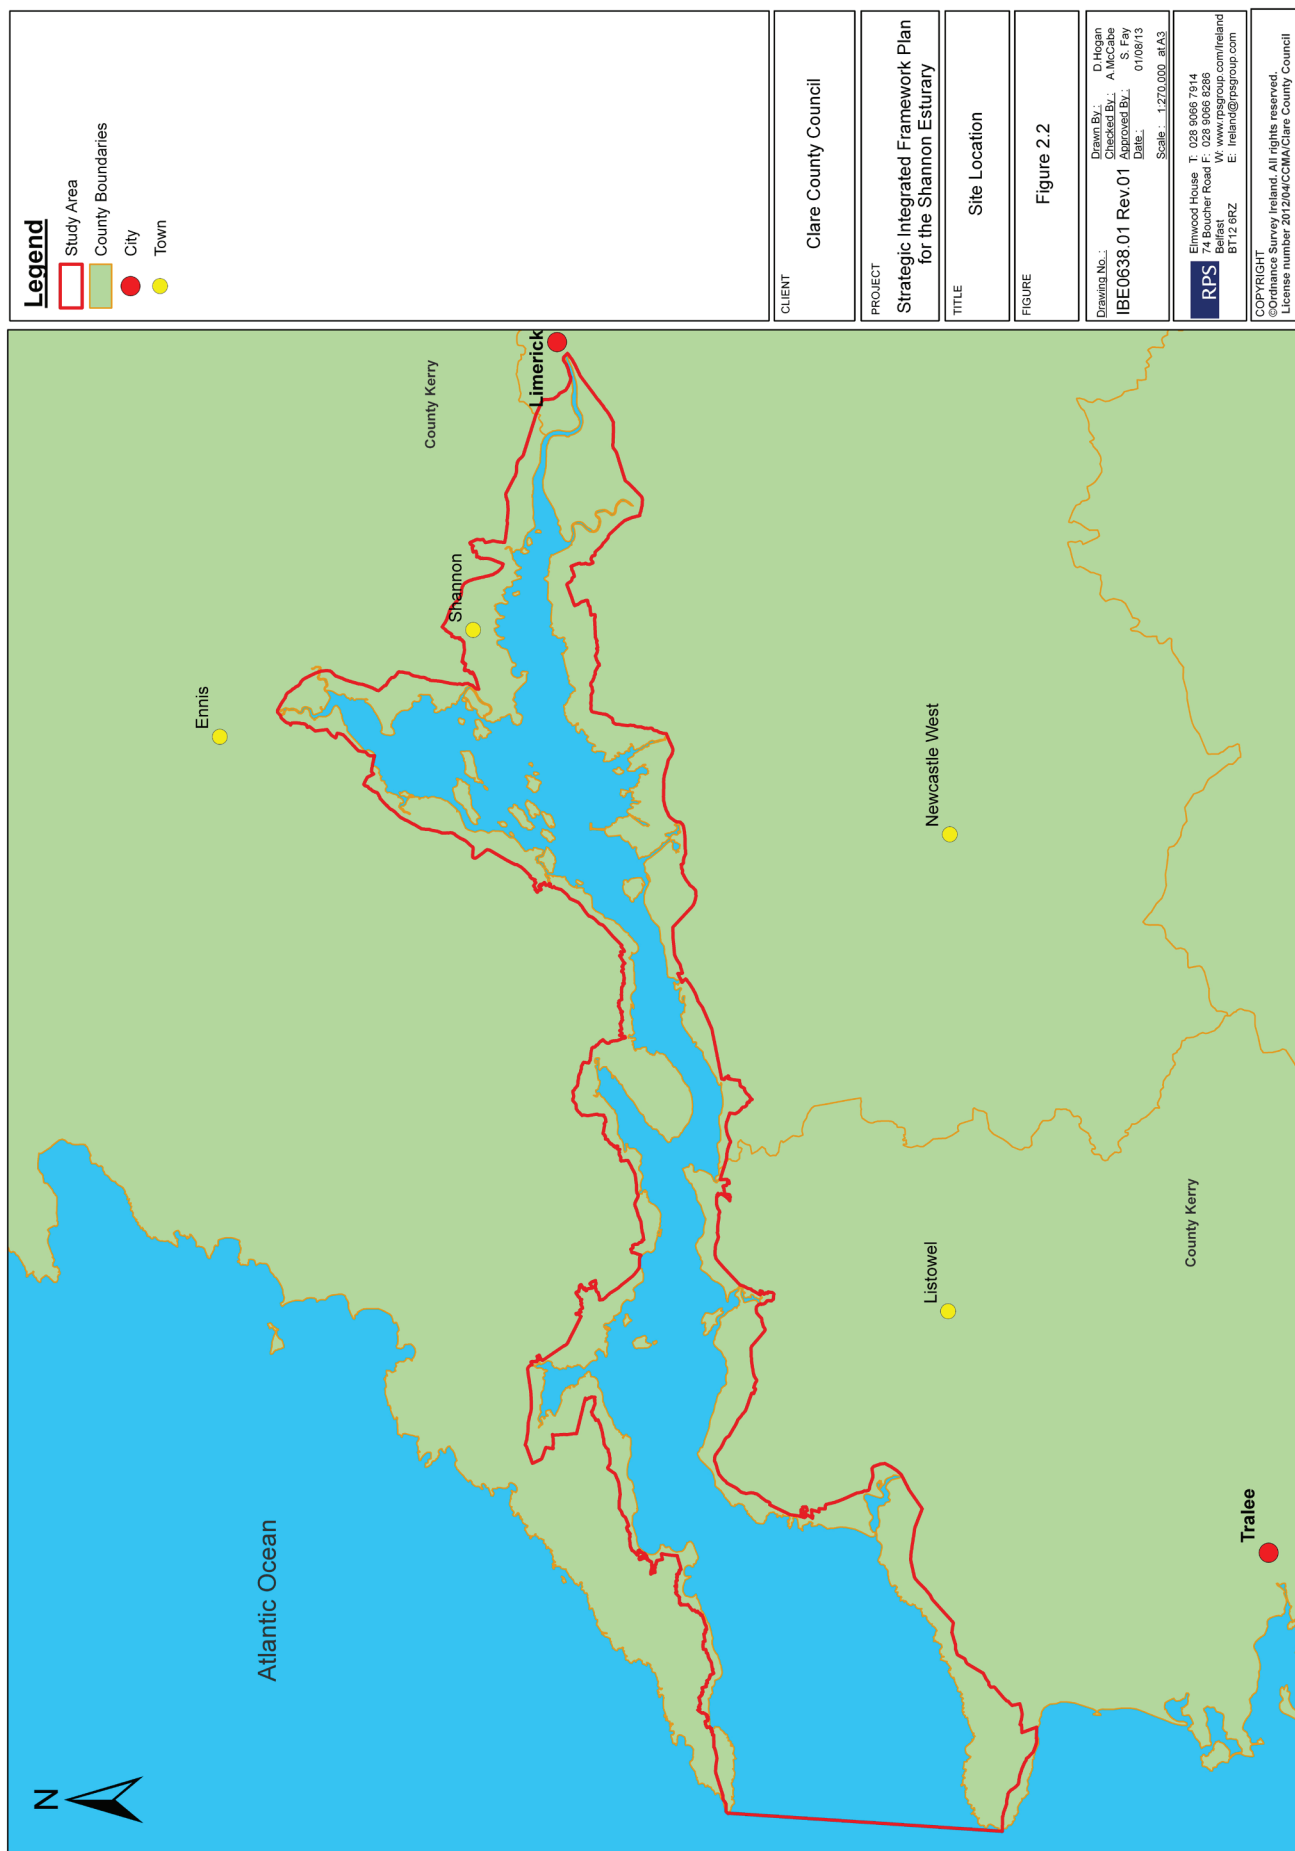 N
Atlantic Ocean
Ennis
Shannon
County Kerry
Limerick
Newcastle West
Listowel
County Kerry
Tralee
Legend
Study Area
County Boundaries
City
Town
CLIENT
Clare County Council
PROJECT
Strategic Integrated Framework Plan
for the Shannon Esturary
TITLE
Site Location
FIGURE
Figure 2.2
Drawing No. :
IBE0638.01 Rev.01
Drawn By : D.Hogan
Checked By : A.McCabe
Approved By : S. Fay
Date : 01/08/13
Scale : 1:270,000 at A3
RPS
Elmwood House T: 028 9066 7914
74 Boucher Road F: 028 9066 8286
Belfast W: www.rpsgroup.com/Ireland
BT12 6RZ E: Ireland@rpsgroup.com
COPYRIGHT
©Ordnance Survey Ireland. All rights reserved.
License number 2012/04/CCMA/Clare County Council